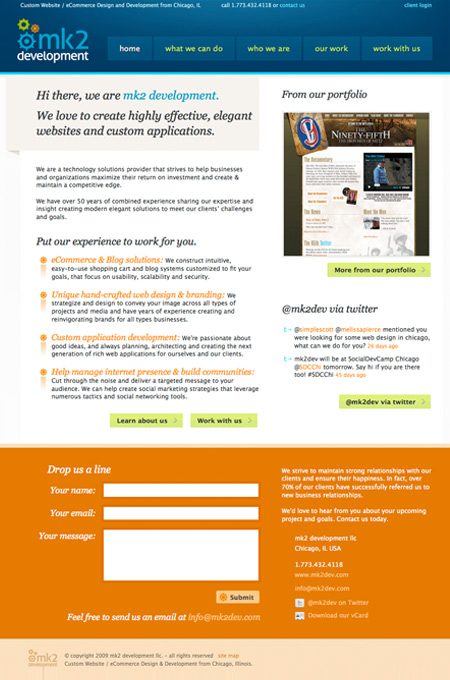 Custom Website / eCommerce Design and Development from Chicago, IL
call 1.773.432.4118 or contact us
client login
mk2
development
home
what we can do
who we are
our work
work with us
Hi there, we are mk2 development.
We love to create highly effective, elegant
websites and custom applications.
We are a technology solutions provider that strives to help businesses
and organizations maximize their return on investment and create &
maintain a competitive edge.
We have over 50 years of combined experience sharing our expertise and
insight creating modern elegant solutions to meet our clients' challenges
and goals.
Put our experience to work for you.
eCommerce & Blog solutions: We construct intuitive,
easy-to-use shopping cart and blog systems customized to fit your
goals, that focus on usability, scalability and security.
Unique hand-crafted web design & branding: We
strategize and design to convey your image across all types of
projects and media and have years of experience creating and
reinvigorating brands for all types businesses.
Custom application development: We're passionate about
good ideas, and always planning, architecting and creating the next
generation of rich web applications for ourselves and our clients.
Help manage internet presence & build communities:
Cut through the noise and deliver a targeted message to your
audience. We can help create social marketing strategies that leverage
numerous tactics and social networking tools.
Learn about us
Work with us
From our portfolio
The
Ninety-Fifth
The Documentary
The News
Meet the Man
The NSB Twitter
More from our portfolio
@mk2dev via twitter
t - @simplescott @melissapierce mentioned you
were looking for some web design in chicago,
what can we do for you? 26 days ago
t - mk2dev will be at SocialDevCamp Chicago
@SDCChi tomorrow. Say hi if you are there
too! #SDCChi 45 days ago
@mk2dev via twitter
Drop us a line
Your name:
Your email:
Your message:
Submit
Feel free to send us an email at info@mk2dev.com
We strive to maintain strong relationships with our
clients and ensure their happiness. In fact, over
70% of our clients have successfully referred us to
new business relationships.
We'd love to hear from you about your upcoming
project and goals. Contact us today.
mk2 development llc
Chicago, IL USA
1.773.432.4118
www.mk2dev.com
info@mk2dev.com
@mk2dev on Twitter
Download our vCard
mk2
development
© copyright 2009 mk2 development llc. - all rights reserved site map
Custom Website / eCommerce Design & Development from Chicago, Illinois.